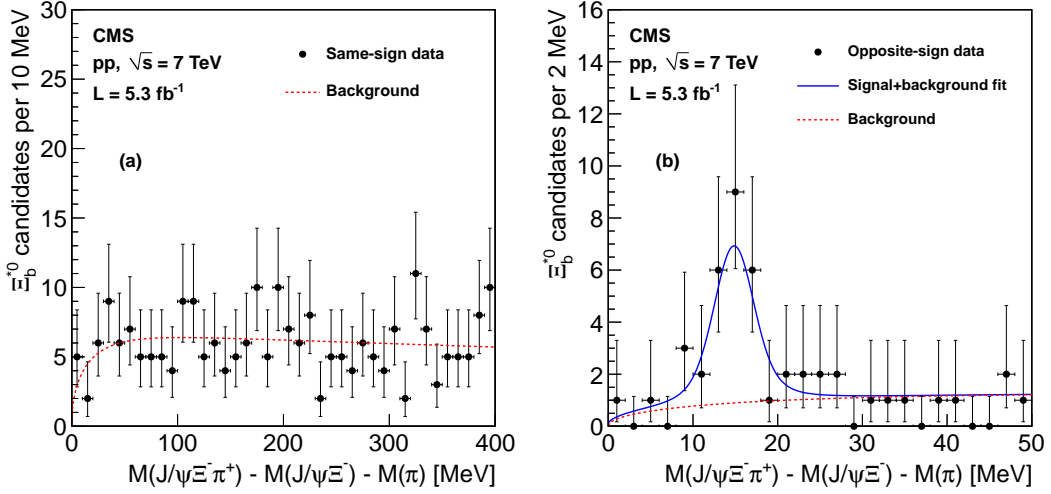 Ξb*0 candidates per 10 MeV
30
25
20
15
10
5
0
CMS
pp, √s = 7 TeV
L = 5.3 fb-1
Same-sign data
Background
(a)
0 100 200 300 400
M(J/ψΞ-π+) - M(J/ψΞ-) - M(π) [MeV]
Ξb*0 candidates per 2 MeV
16
14
12
10
8
6
4
2
0
CMS
pp, √s = 7 TeV
L = 5.3 fb-1
Opposite-sign data
Signal+background fit
Background
(b)
0 10 20 30 40 50
M(J/ψΞ-π+) - M(J/ψΞ-) - M(π) [MeV]